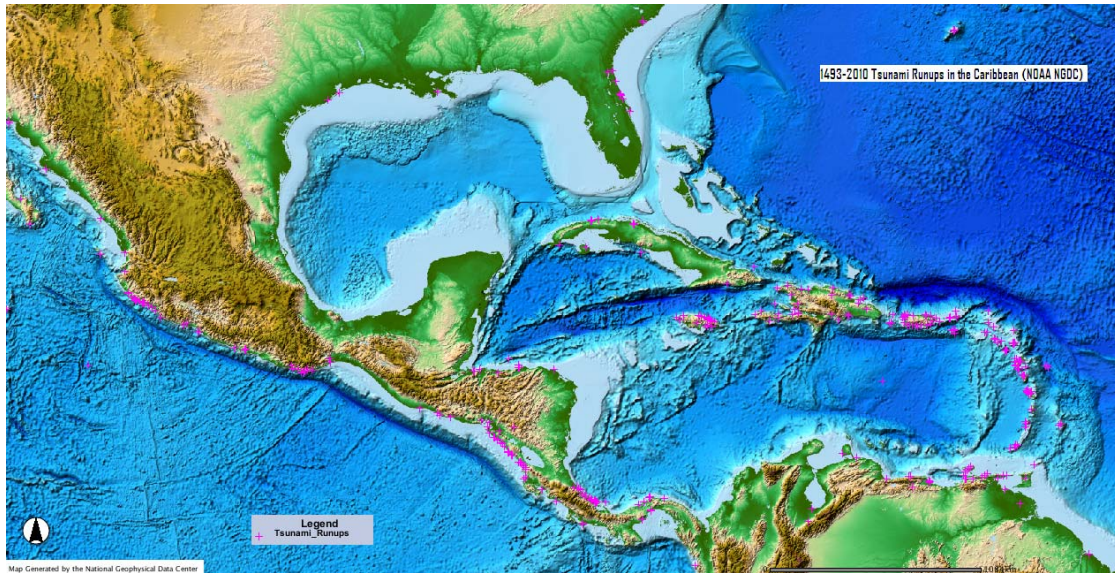 1493-2010 Tsunami Runups in the Caribbean (NOAA NGDC)
Legend
Tsunami_Runups
Map Generated by the National Geophysical Data Center